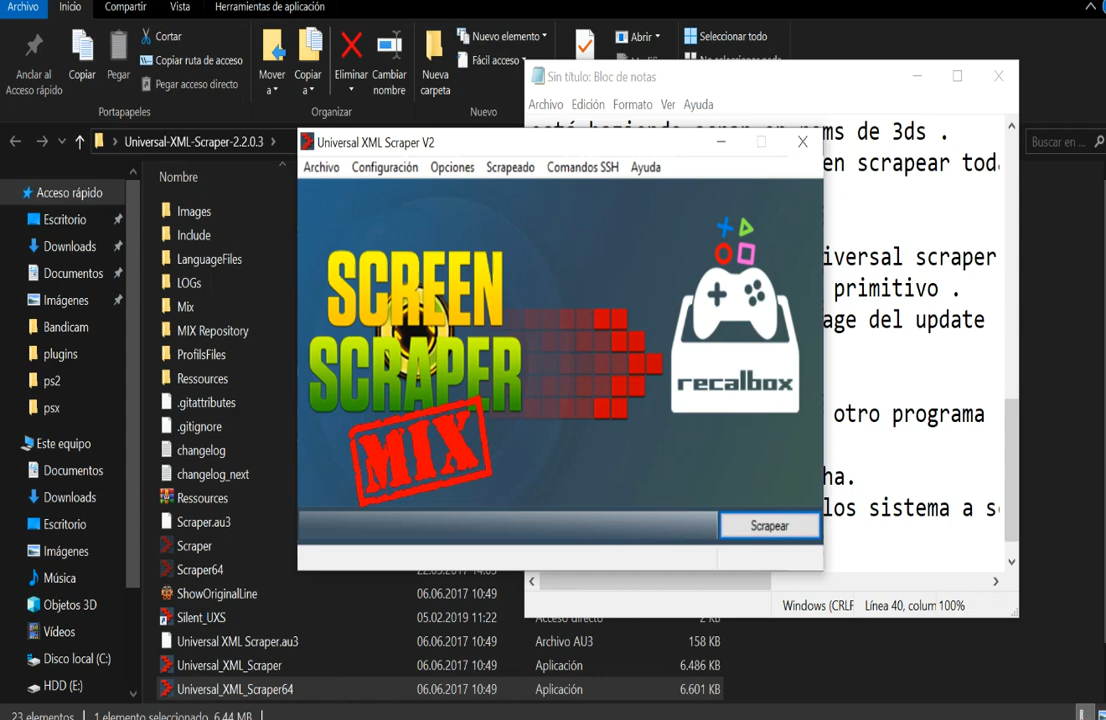 Archivo Inicio Compartir Vista Herramientas de aplicación
Anclar al
Acceso rápido
Copiar
Pegar
Cortar
Copiar ruta de acceso
Pegar acceso directo
Mover
a
Copiar
a
Eliminar
Cambiar
nombre
Nueva
carpeta
Nuevo elemento
Fácil acceso
Abrir
Seleccionar todo
Portapapeles Organizar Nuevo
Universal-XML-Scraper-2.2.0.3
Buscar en ...
Acceso rápido
Escritorio
Downloads
Documentos
Imágenes
Bandicam
plugins
ps2
psx
Este equipo
Documentos
Downloads
Escritorio
Imágenes
Música
Objetos 3D
Vídeos
Disco local (C:)
HDD (E:)
Nombre
Images
Include
LanguageFiles
LOGs
Mix
MIX Repository
ProfilsFiles
Ressources
.gitattributes
.gitignore
changelog
changelog_next
Ressources
Scraper.au3
Scraper
Scraper64
ShowOriginalLine 06.06.2017 10:49
Silent_UXS 05.02.2019 11:22 Acceso directo 2 KB
Universal XML Scraper.au3 06.06.2017 10:49 Archivo AU3 158 KB
Universal_XML_Scraper 06.06.2017 10:49 Aplicación 6.486 KB
Universal_XML_Scraper64 06.06.2017 10:49 Aplicación 6.601 KB
23 elementos 1 elemento seleccionado 6,44 MB
Sin título: Bloc de notas
Archivo Edición Formato Ver Ayuda
de 3ds .
en scrapear tod
iversal scraper
primitivo .
age del update
otro programa
ha.
los sistema a s
Windows (CRLF Línea 40, colum 100%
Universal XML Scraper V2
Archivo Configuración Opciones Scrapeado Comandos SSH Ayuda
SCREEN
SCRAPER
MIX
recalbox
Scrapear